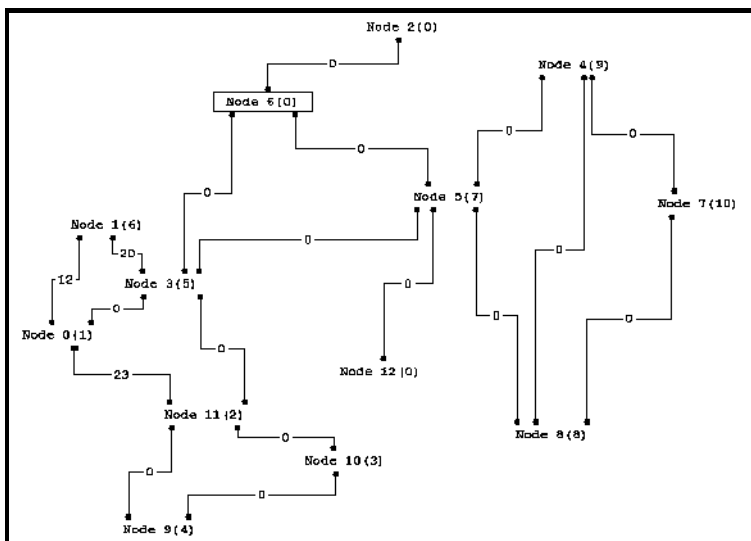 Node 2(0)
0
Node 4(9)
Node 6[0]
0
0
0
0
Node 5(7)
Node 7(10)
Node 1(6)
20
0
0
12
Node 3(5)
0
0
0
0
Node 0(1)
0
23
Node 12(0)
Node 11(2)
Node 8(8)
0
Node 10(3)
0
0
Node 9(4)